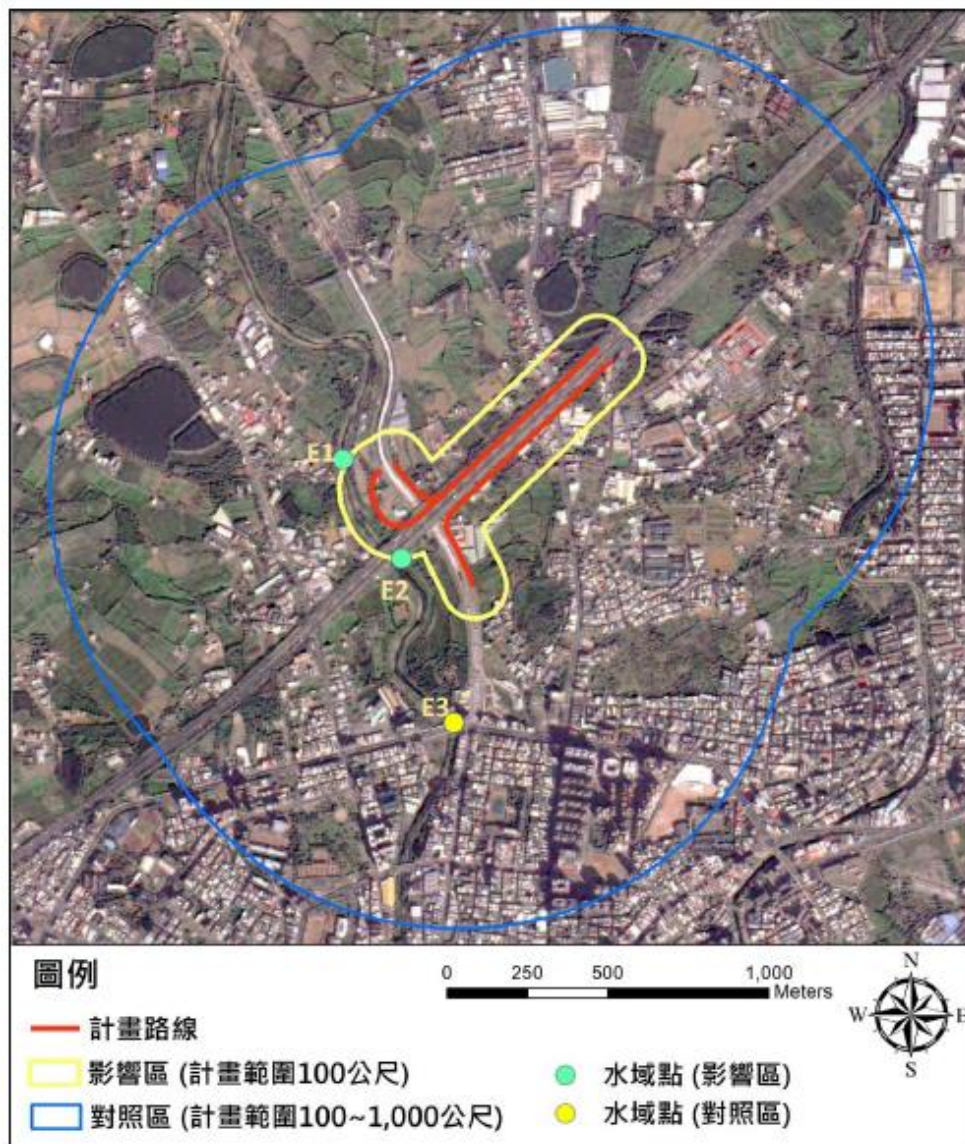 E1
E2
E3
圖例
0 250 500 1,000
Meters
N
W E
S
計畫路線
影響區 (計畫範圍100公尺)
水域點 (影響區)
對照區 (計畫範圍100~1,000公尺)
水域點 (對照區)